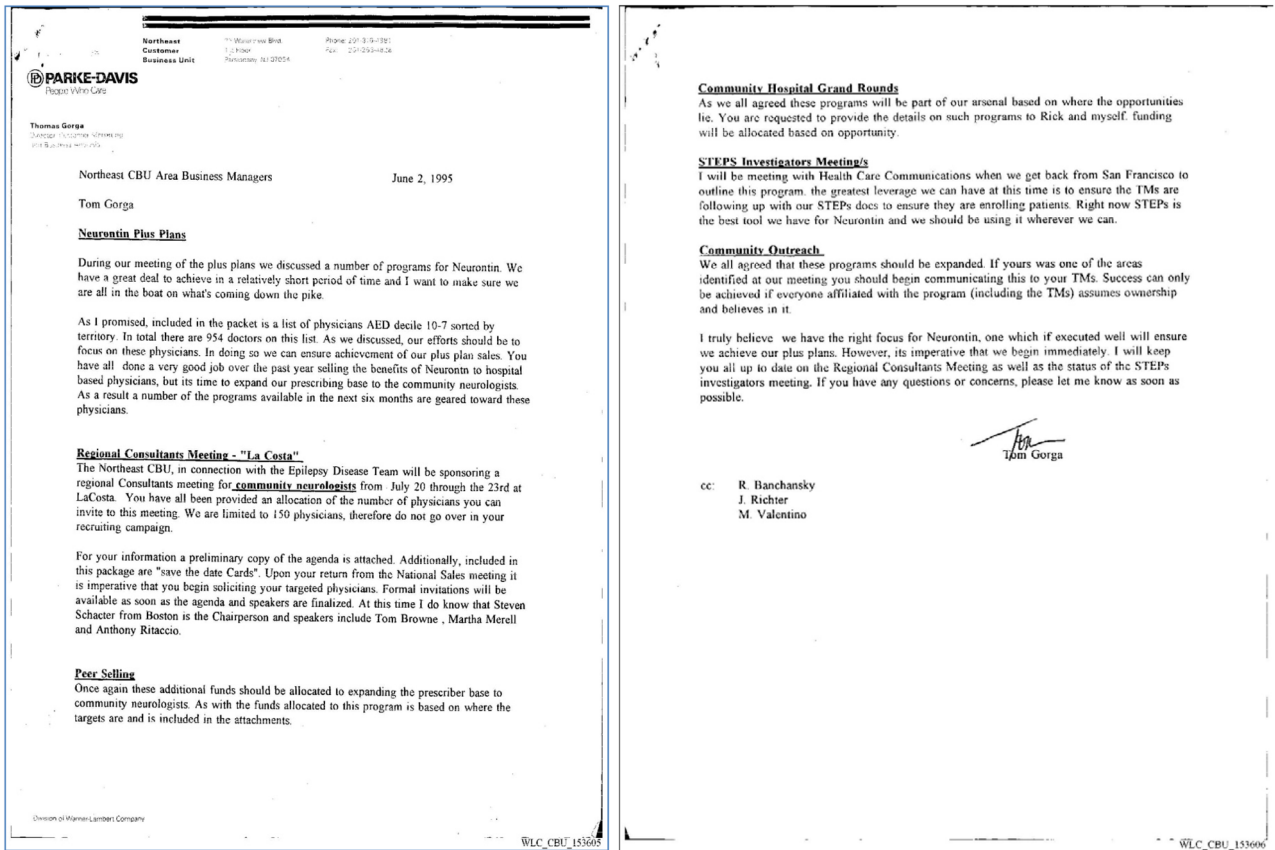 Northeast
Customer
Business Unit
Phone:
PARKE-DAVIS
People Who Care
Thomas Gorga
Northeast CBU Area Business Managers June 2, 1995
Tom Gorga
Neurontin Plus Plans
During our meeting of the plus plans we discussed a number of programs for Neurontin. We
have a great deal to achieve in a relatively short period of time and I want to make sure we
are all in the boat on what's coming down the pike.
As I promised, included in the packet is a list of physicians AED decile 10-7 sorted by
territory. In total there are 954 doctors on this list. As we discussed, our efforts should be to
focus on these physicians. In doing so we can ensure achievement of our plus plan sales. You
have all done a very good job over the past year selling the benefits of Neurontn to hospital
based physicians, but its time to expand our prescribing base to the community neurologists.
As a result a number of the programs available in the next six months are geared toward these
physicians.
Regional Consultants Meeting - "La Costa"
The Northeast CBU, in connection with the Epilepsy Disease Team will be sponsoring a
regional Consultants meeting for community neurologists from July 20 through the 23rd at
LaCosta. You have all been provided an allocation of the number of physicians you can
invite to this meeting. We are limited to 150 physicians, therefore do not go over in your
recruiting campaign.
For your information a preliminary copy of the agenda is attached. Additionally, included in
this package are "save the date Cards". Upon your return from the National Sales meeting it
is imperative that you begin soliciting your targeted physicians. Formal invitations will be
available as soon as the agenda and speakers are finalized. At this time I do know that Steven
Schacter from Boston is the Chairperson and speakers include Tom Browne , Martha Merell
and Anthony Ritaccio.
Peer Selling
Once again these additional funds should be allocated to expanding the prescriber base to
community neurologists. As with the funds allocated to this program is based on where the
targets are and is included in the attachments.
Division of Warner-Lambert Company
WLC_CBU_153605
Community Hospital Grand Rounds
As we all agreed these programs will be part of our arsenal based on where the opportunities
lie. You are requested to provide the details on such programs to Rick and myself. funding
will be allocated based on opportunity.
STEPS Investigators Meeting/s
I will be meeting with Health Care Communications when we get back from San Francisco to
outline this program. the greatest leverage we can have at this time is to ensure the TMs are
following up with our STEPs docs to ensure they are enrolling patients. Right now STEPs is
the best tool we have for Neurontin and we should be using it wherever we can.
Community Outreach
We all agreed that these programs should be expanded. If yours was one of the areas
identified at our meeting you should begin communicating this to your TMs. Success can only
be achieved if everyone affiliated with the program (including the TMs) assumes ownership
and believes in it.
I truly believe we have the right focus for Neurontin, one which if executed well will ensure
we achieve our plus plans. However, its imperative that we begin immediately. I will keep
you all up to date on the Regional Consultants Meeting as well as the status of the STEPs
investigators meeting. If you have any questions or concerns, please let me know as soon as
possible.
Tom
Tom Gorga
cc: R. Banchansky
J. Richter
M. Valentino
WLC_CBU_153606